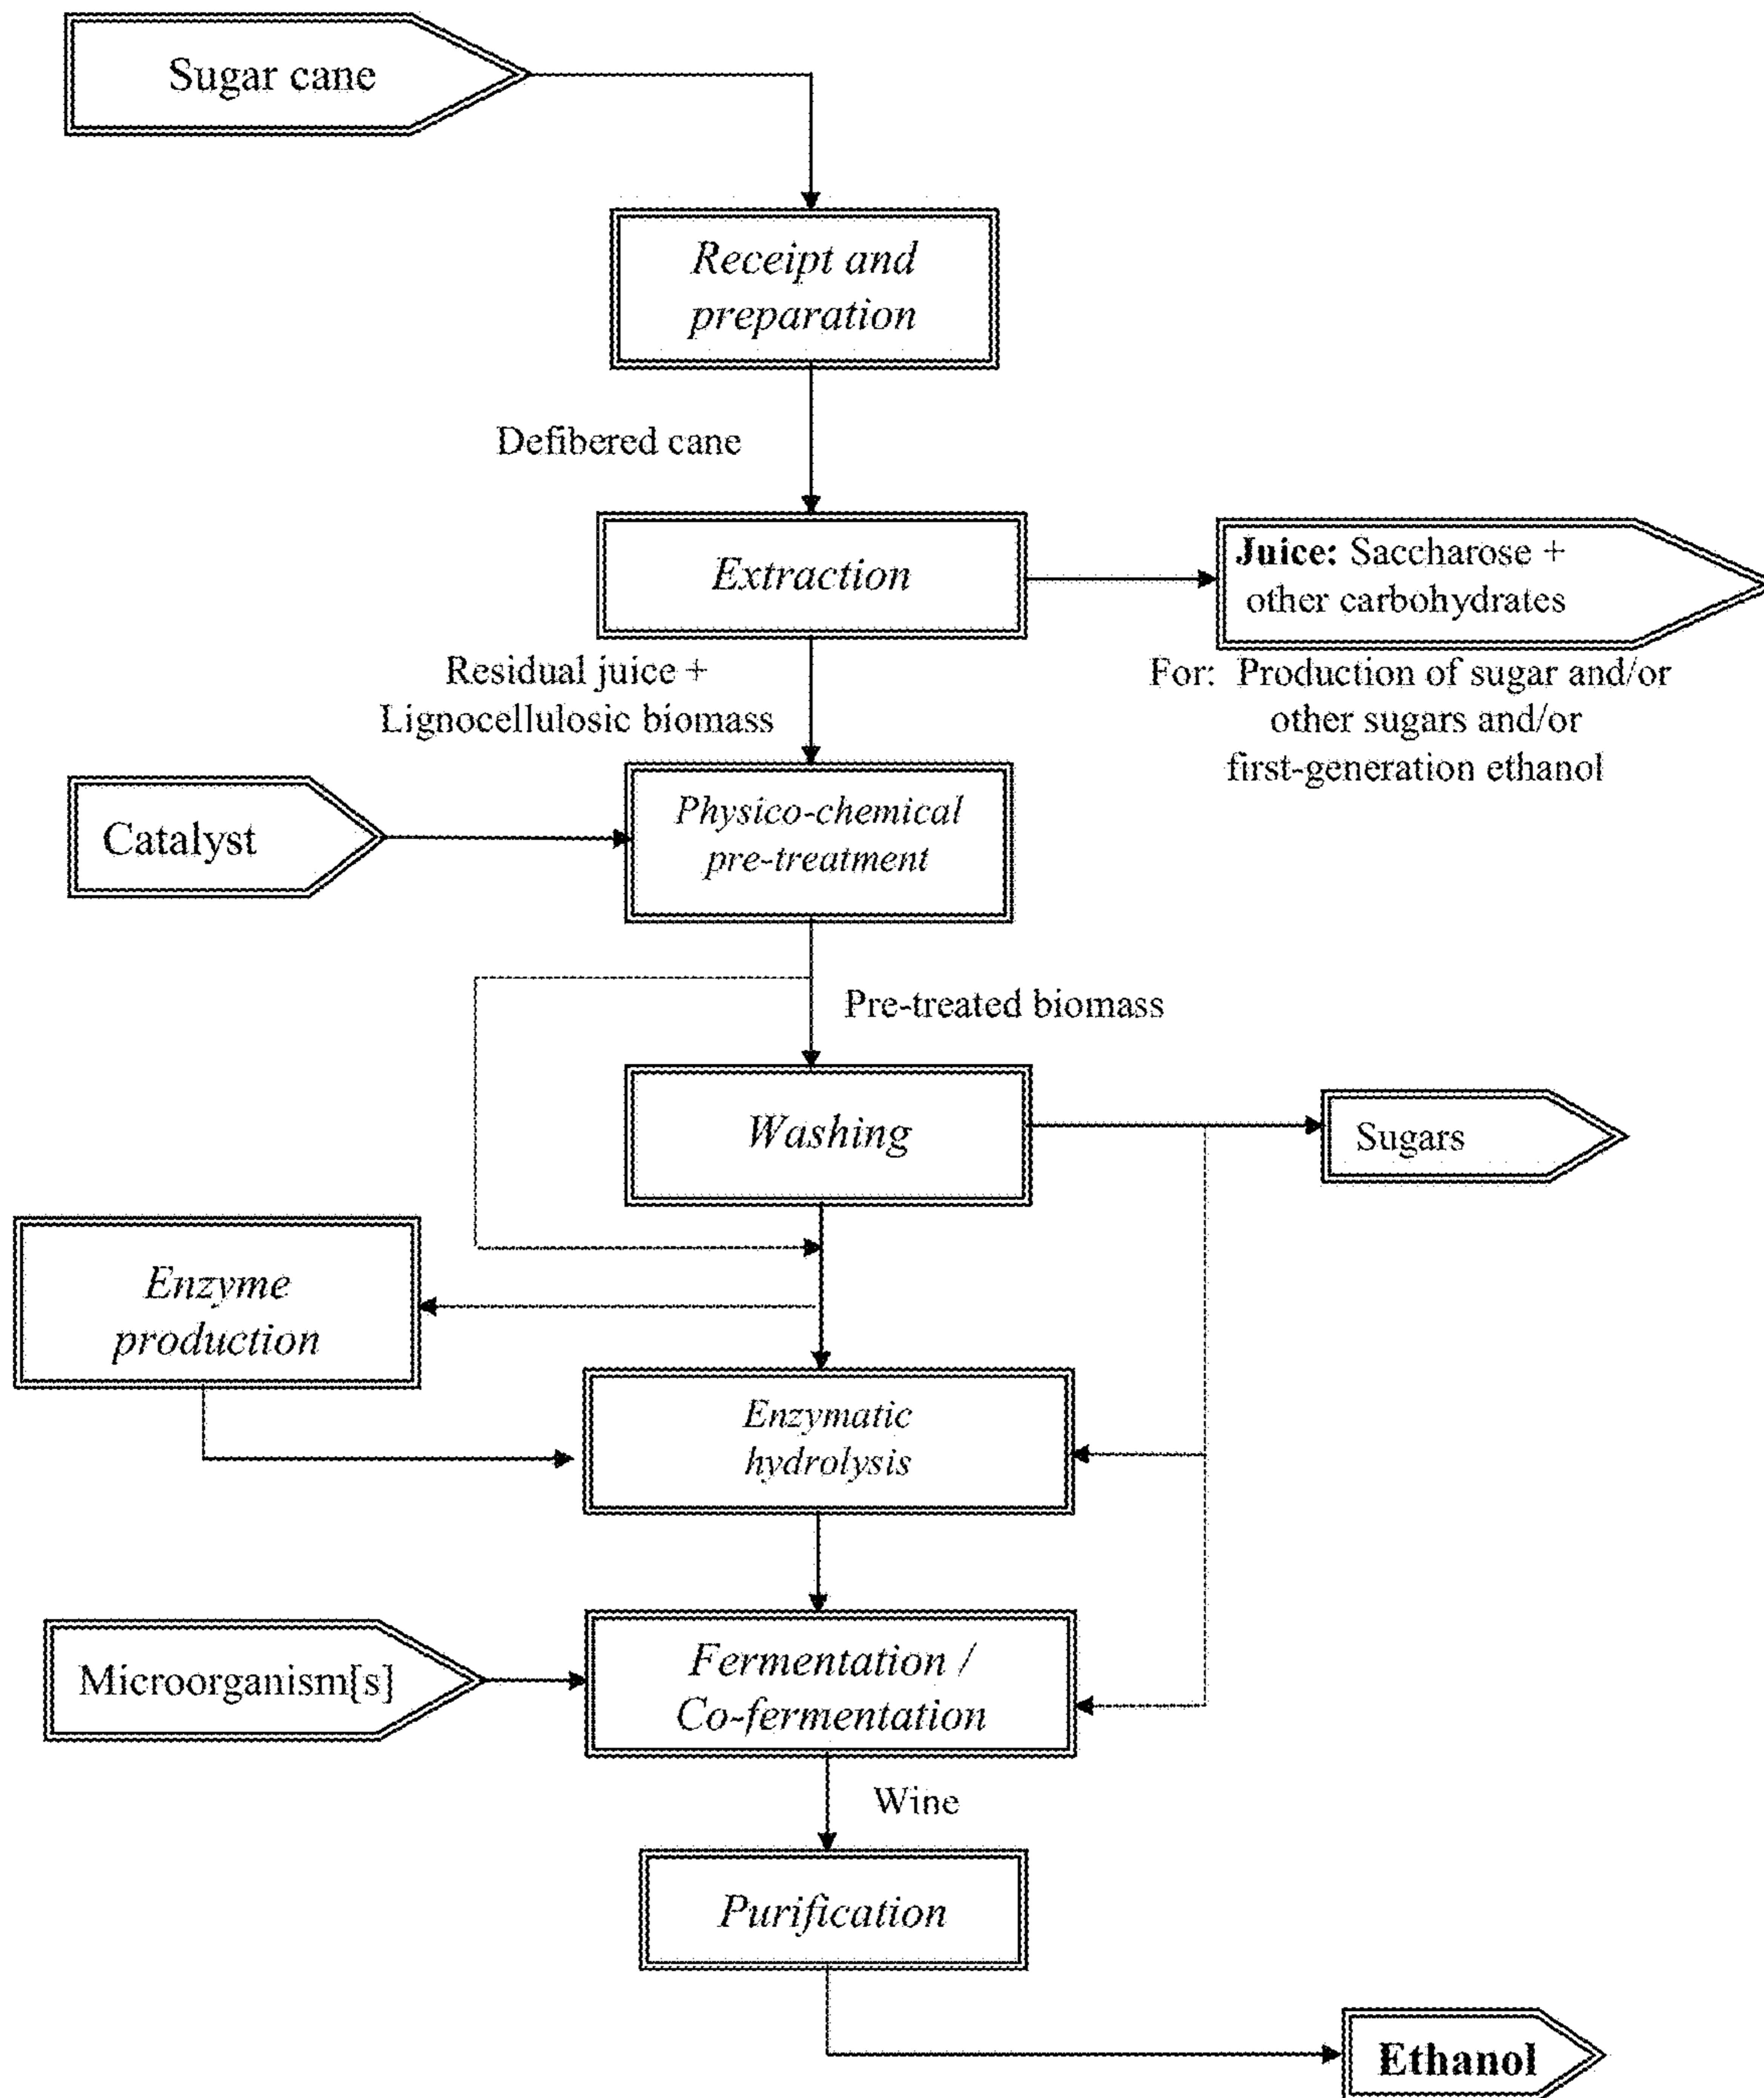 Sugar cane
Receipt and
preparation
Defibered cane
Extraction
Juice: Saccharose +
other carbohydrates
For: Production of sugar and/or
other sugars and/or
first-generation ethanol
Residual juice +
Lignocellulosic biomass
Catalyst
Physico-chemical
pre-treatment
Pre-treated biomass
Washing
Sugars
Enzyme
production
Enzymatic
hydrolysis
Microorganism[s]
Fermentation /
Co-fermentation
Wine
Purification
Ethanol